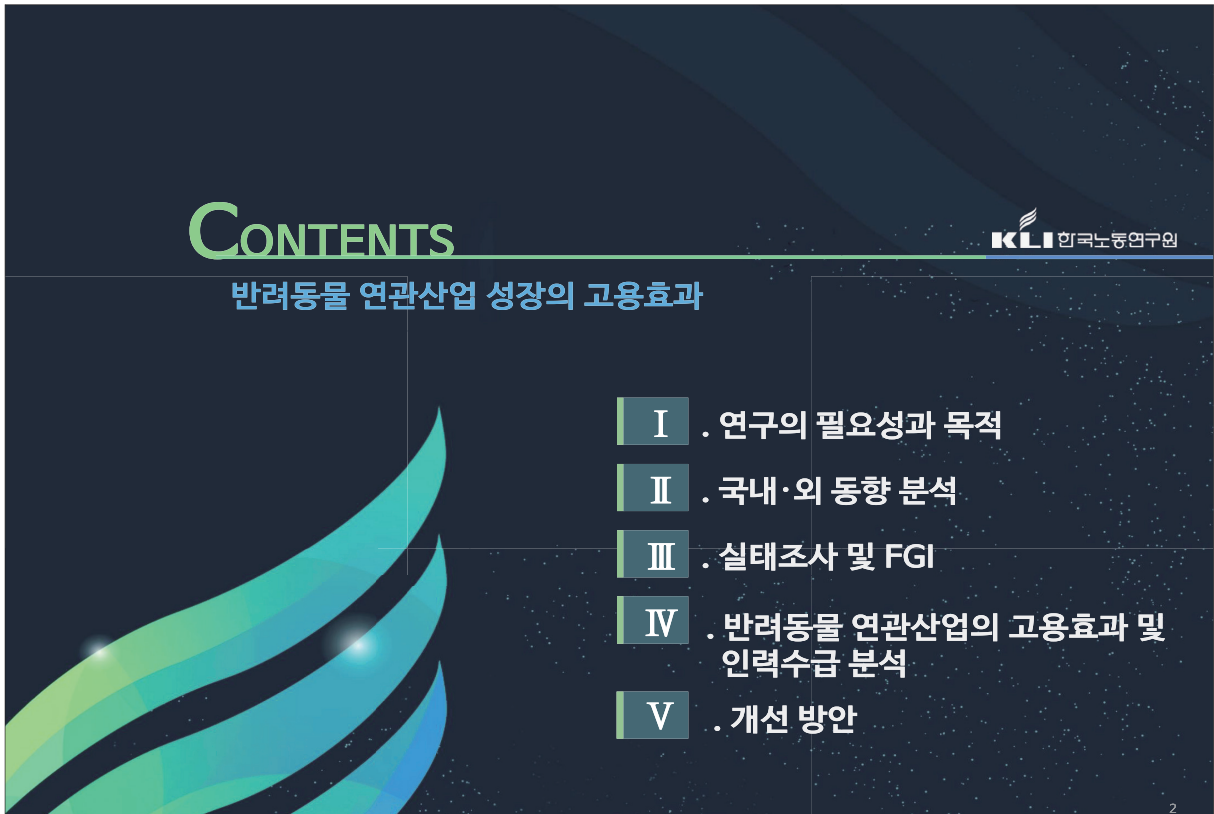 CONTENTS
KLI 한국노동연구원
반려동물 연관산업 성장의 고용효과
Ⅰ . 연구의 필요성과 목적
Ⅱ . 국내·외 동향 분석
Ⅲ . 실태조사 및 FGI
Ⅳ . 반려동물 연관산업의 고용효과 및
인력수급 분석
Ⅴ . 개선 방안
2